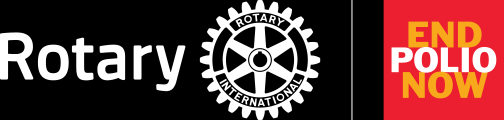 Rotary
ROTARY
INTERNATIONAL
END
POLIO
NOW